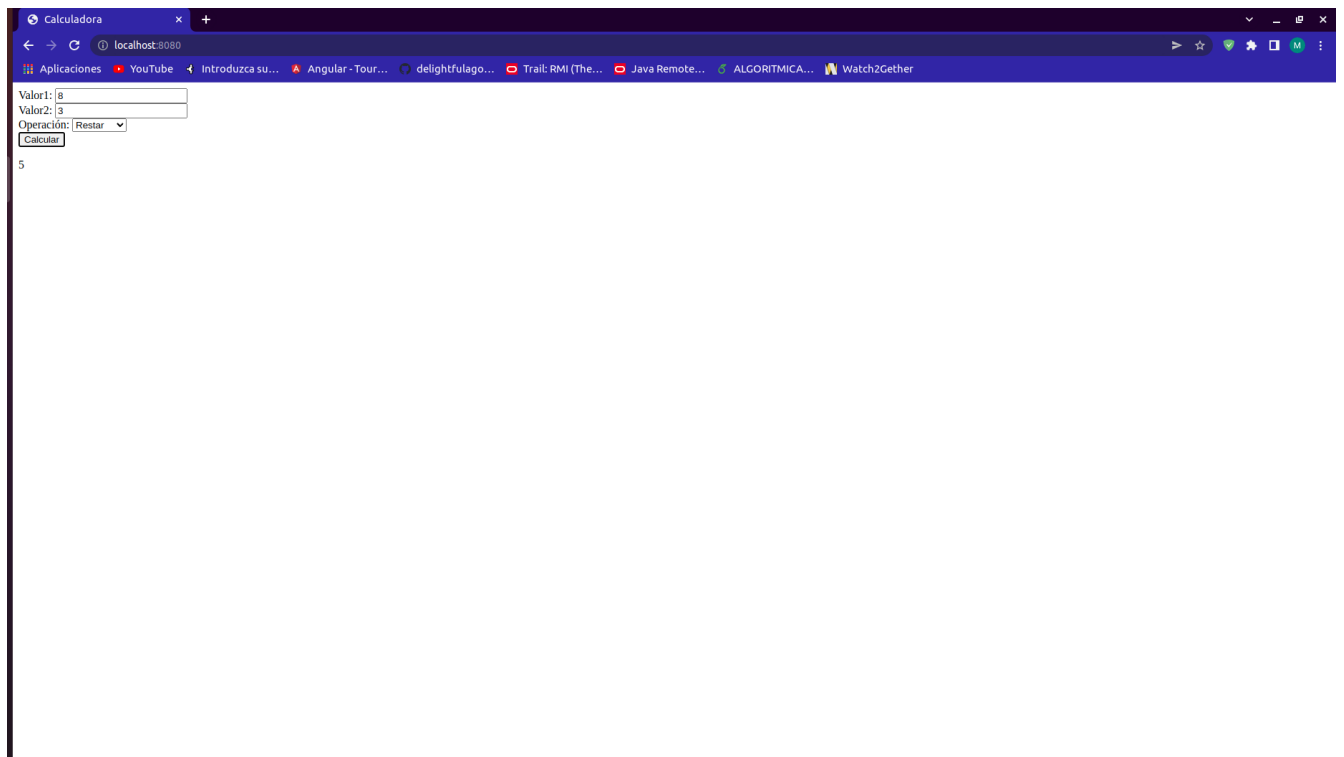 Calculadora
localhost:8080
M
Aplicaciones YouTube Introduzca su... Angular - Tour... delightfulago... Trail: RMI (The... Java Remote... ALGORITMICA... Watch2Gether
Valor1: 8
Valor2: 3
Operación: Restar
Calcular
5